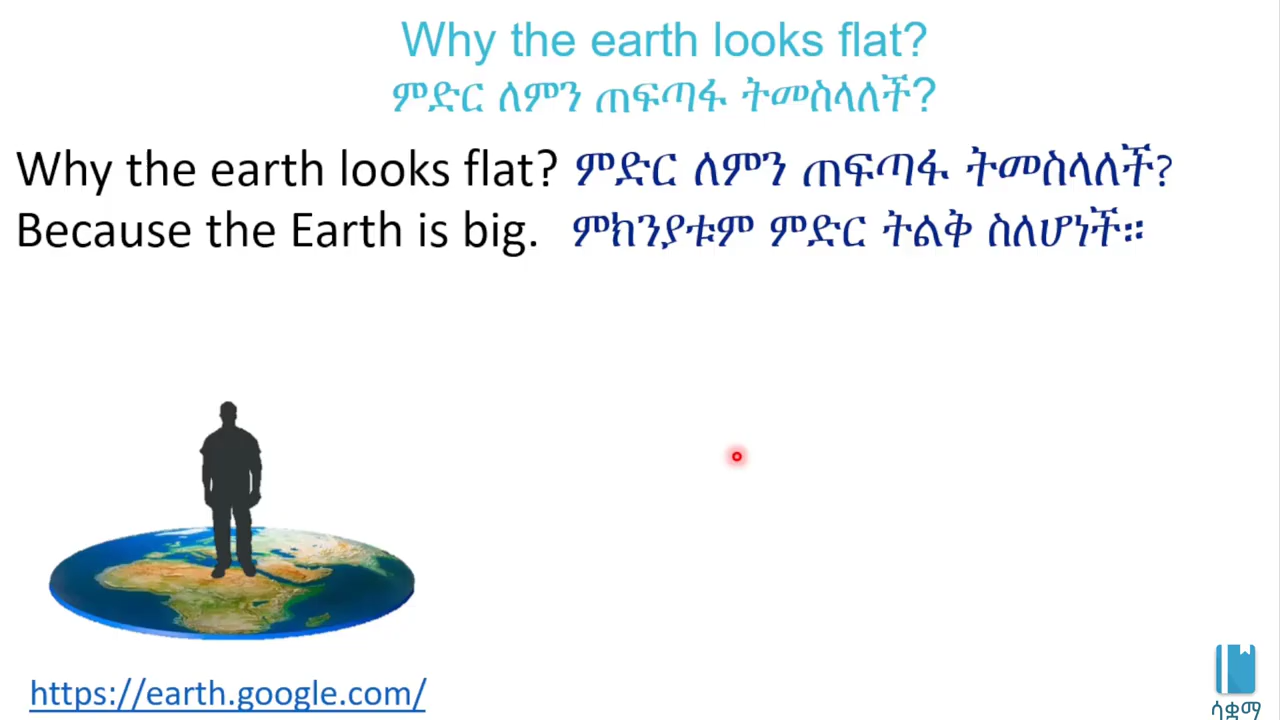 Why the earth looks flat?
ምድር ለምን ጠፍጣፋ ትመስላለች?
Why the earth looks flat? ምድር ለምን ጠፍጣፋ ትመስላለች?
Because the Earth is big. ምክንያቱም ምድር ትልቅ ስለሆነች።
https://earth.google.com/